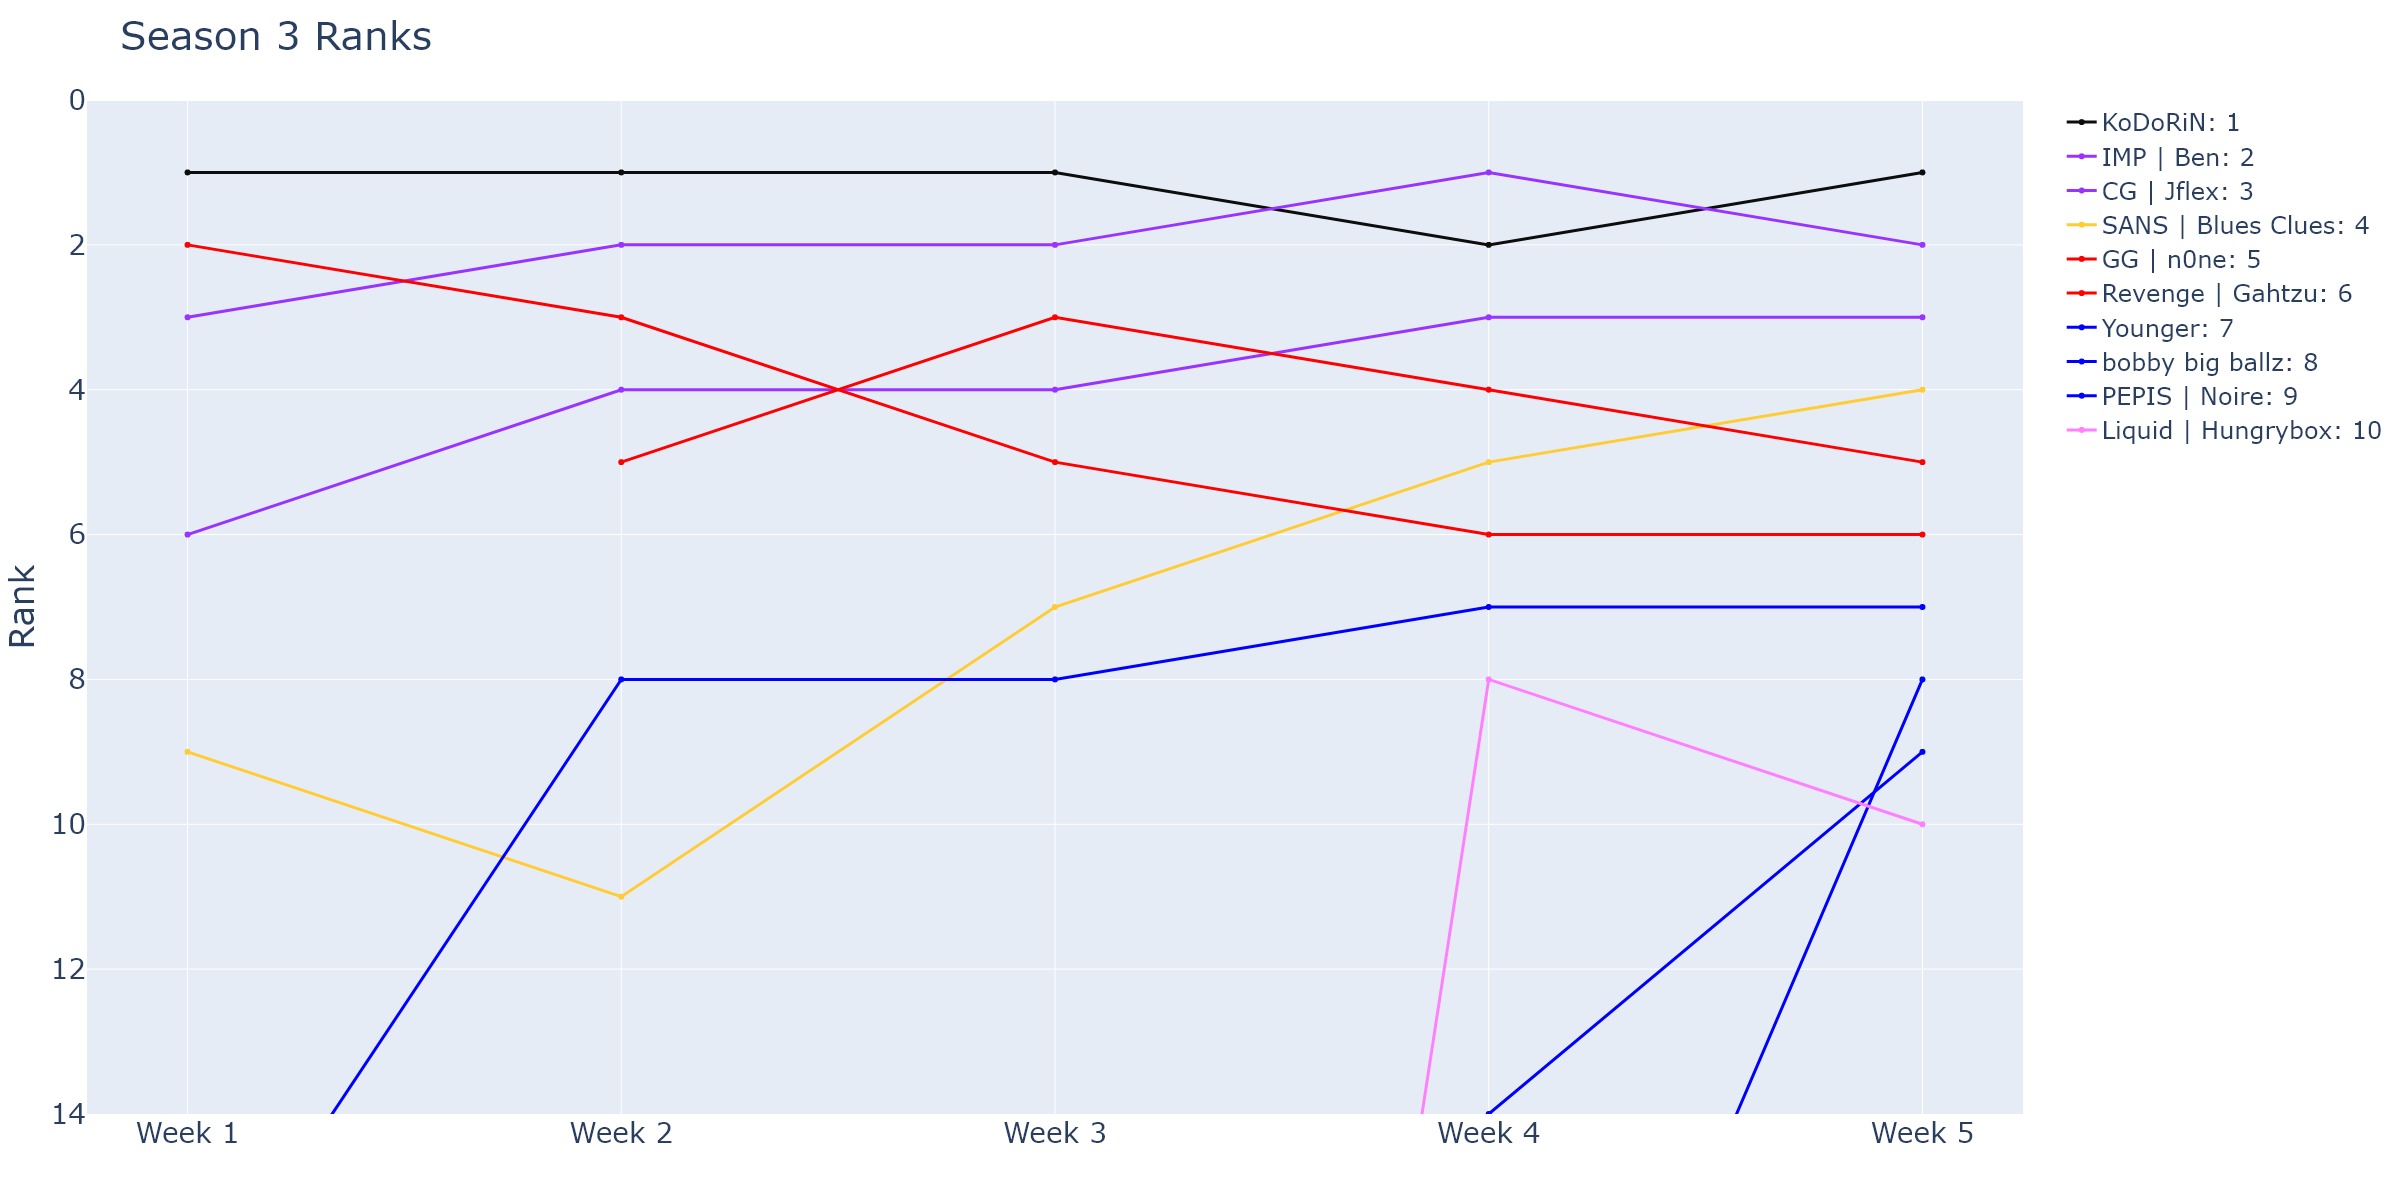 Season 3 Ranks
0
2
4
6
8
10
12
14
Rank
Week 1
Week 2
Week 3
Week 4
Week 5
KoDoRiN: 1
IMP | Ben: 2
CG | Jflex: 3
SANS | Blues Clues: 4
GG | n0ne: 5
Revenge | Gahtzu: 6
Younger: 7
bobby big ballz: 8
PEPIS | Noire: 9
Liquid | Hungrybox: 10